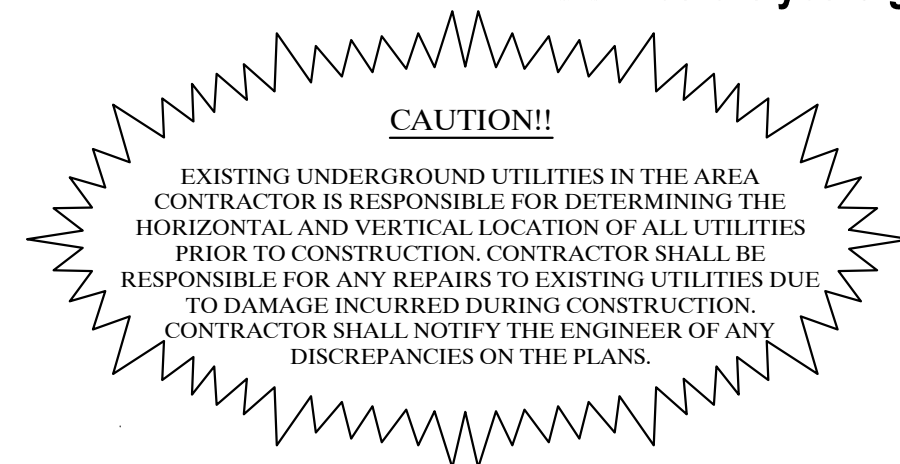 CAUTION!!
EXISTING UNDERGROUND UTILITIES IN THE AREA
CONTRACTOR IS RESPONSIBLE FOR DETERMINING THE
HORIZONTAL AND VERTICAL LOCATION OF ALL UTILITIES
PRIOR TO CONSTRUCTION. CONTRACTOR SHALL BE
RESPONSIBLE FOR ANY REPAIRS TO EXISTING UTILITIES DUE
TO DAMAGE INCURRED DURING CONSTRUCTION.
CONTRACTOR SHALL NOTIFY THE ENGINEER OF ANY
DISCREPANCIES ON THE PLANS.